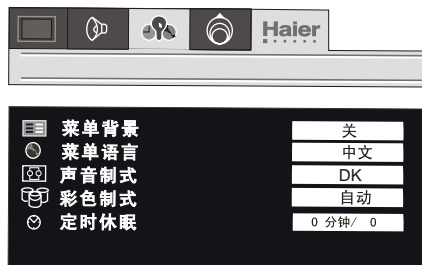 Haier
菜单背景 关
菜单语言 中文
声音制式 DK
彩色制式 自动
定时休眠 0 分钟/ 0